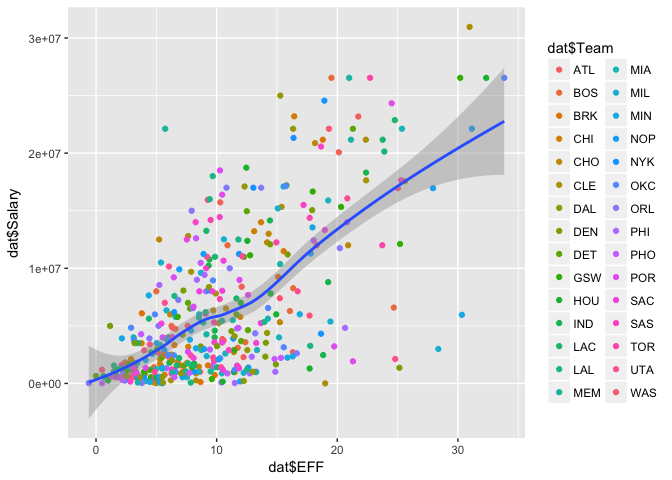 3e+07
2e+07
1e+07
0e+00
dat$Salary
0
10
20
30
dat$EFF
dat$Team
ATL
BOS
BRK
CHI
CHO
CLE
DAL
DEN
DET
GSW
HOU
IND
LAC
LAL
MEM
MIA
MIL
MIN
NOP
NYK
OKC
ORL
PHI
PHO
POR
SAC
SAS
TOR
UTA
WAS